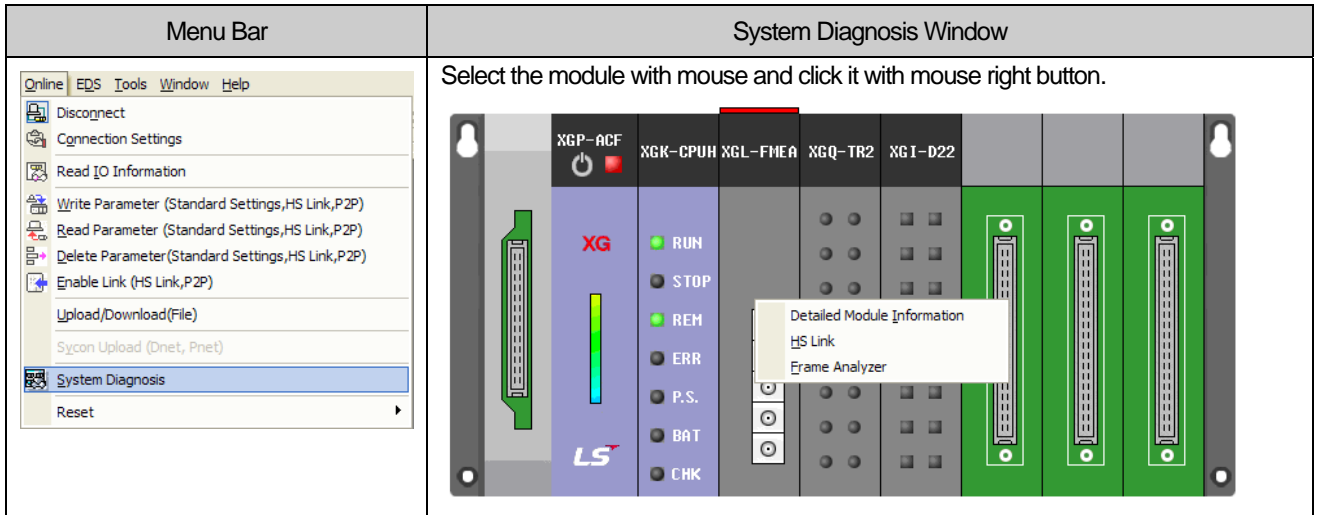 Menu Bar
System Diagnosis Window
Online EDS Tools Window Help
Disconnect
Connection Settings
Read IO Information
Write Parameter (Standard Settings,HS Link,P2P)
Read Parameter (Standard Settings,HS Link,P2P)
Delete Parameter(Standard Settings,HS Link,P2P)
Enable Link (HS Link,P2P)
Upload/Download(File)
Sycon Upload (Dnet, Pnet)
System Diagnosis
Reset
Select the module with mouse and click it with mouse right button.
XGP-ACF
XGK-CPUH
XGL-FMEA
XGQ-TR2
XGI-D22
XG
RUN
STOP
REM
ERR
P.S.
BAT
CHK
LS
Detailed Module Information
HS Link
Frame Analyzer